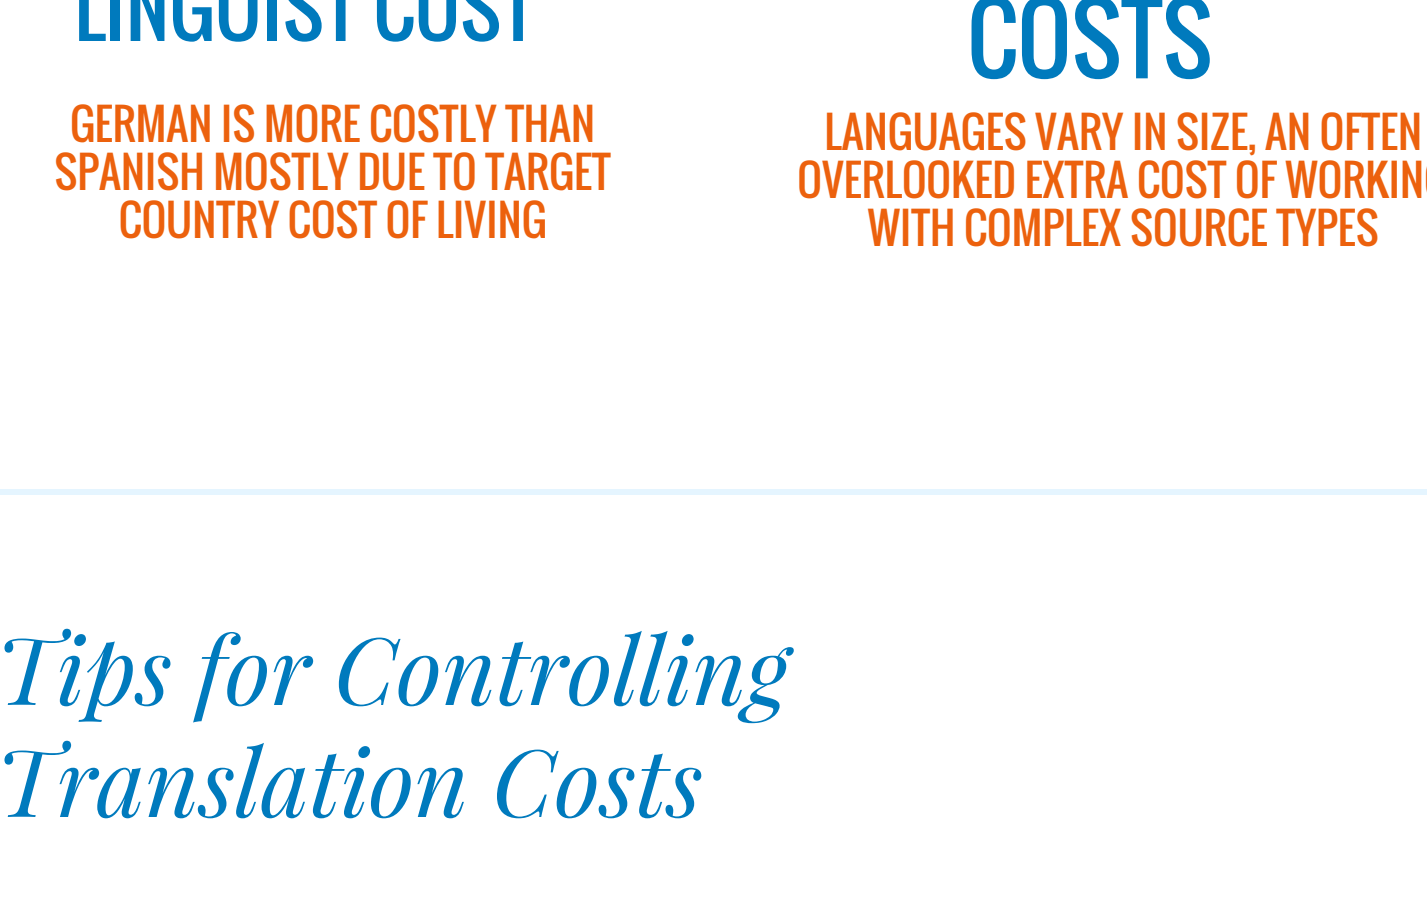 LINGUIST COST
GERMAN IS MORE COSTLY THAN
SPANISH MOSTLY DUE TO TARGET
COUNTRY COST OF LIVING
COSTS
LANGUAGES VARY IN SIZE, AN OFTEN
OVERLOOKED EXTRA COST OF WORKING
WITH COMPLEX SOURCE TYPES
Tips for Controlling
Translation Costs